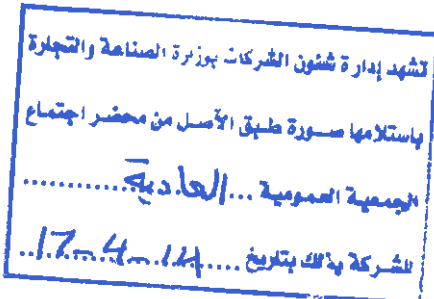 تشهد إدارة شئون الشركات بوزارة الصناعة والتجارة
باستلامها صورة طبق الأصل من محضر اجتماع
الجمعية العمومية ... العادية ...
للشركة بذلك بتاريخ ... 17-4-14 ...